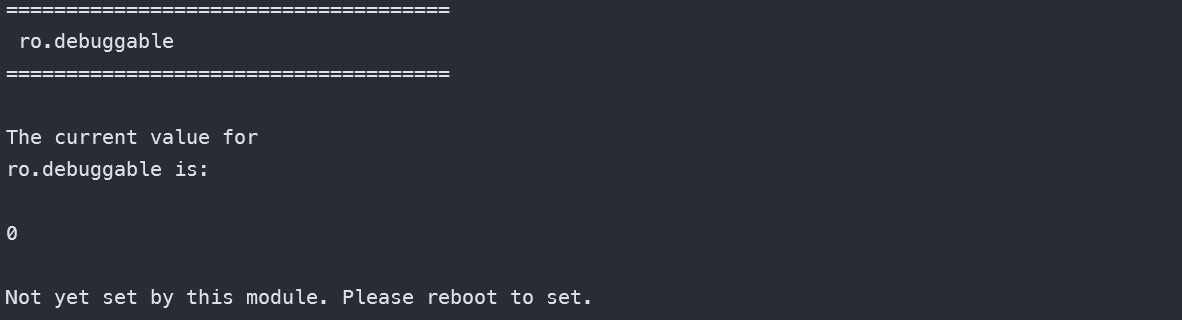 =====================================
 ro.debuggable
=====================================
The current value for
ro.debuggable is:
0
Not yet set by this module. Please reboot to set.